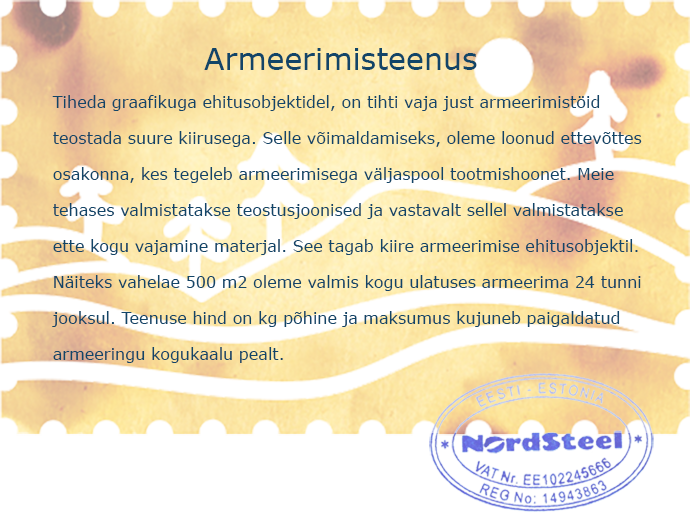 Armeerimisteenus
Tiheda graafikuga ehitusobjektidel, on tihti vaja just armeerimistöid
teostada suure kiirusega. Selle võimaldamiseks, oleme loonud ettevõttes
osakonna, kes tegeleb armeerimisega väljaspool tootmishoonet. Meie
tehases valmistatakse teostusjoonised ja vastavalt sellel valmistatakse
ette kogu vajamine materjal. See tagab kiire armeerimise ehitusobjektil.
Näiteks vahelae 500 m2 oleme valmis kogu ulatuses armeerima 24 tunni
jooksul. Teenuse hind on kg põhine ja maksumus kujuneb paigaldatud
armeeringu kogukaalu pealt.
EESTI - ESTONIA
* NordSteel *
VAT Nr. EE102245666
REG No: 14943863